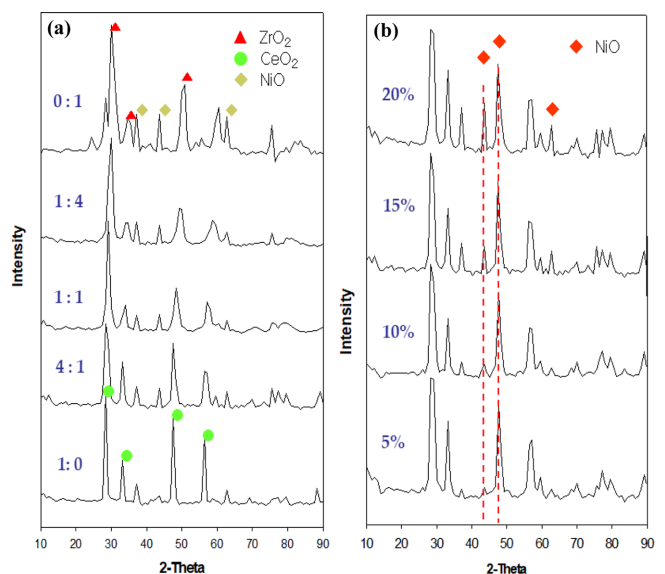 (a)
ZrO₂
CeO₂
NiO
0:1
1:4
1:1
4:1
1:0
Intensity
10 20 30 40 50 60 70 80 90
2-Theta
(b)
NiO
20%
15%
10%
5%
Intensity
10 20 30 40 50 60 70 80 90
2-Theta